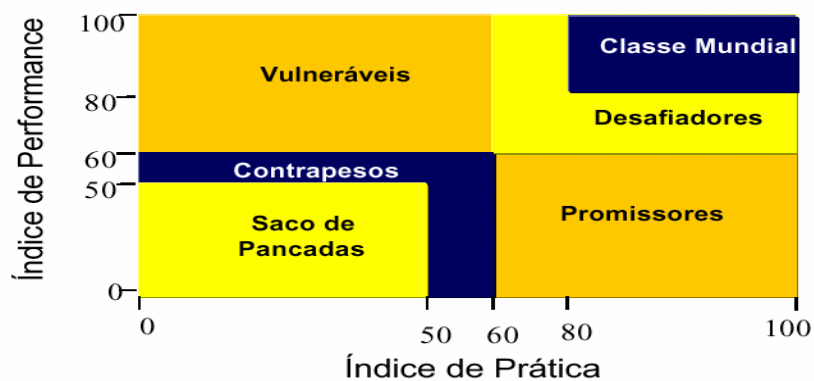 Índice de Performance
100
80
60
50
0
Vulneráveis
Classe Mundial
Desafiadores
Contrapesos
Saco de
Pancadas
Promissores
0
50
60
80
100
Índice de Prática